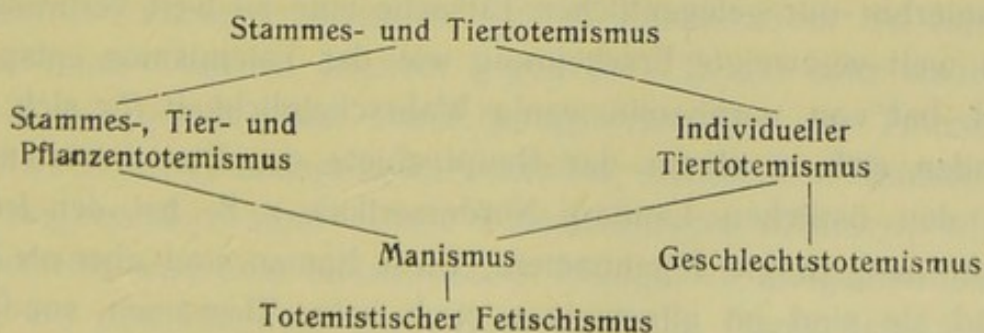 Stammes- und Tiertotemismus
Stammes-, Tier- und
Pflanzentotemismus
Individueller
Tiertotemismus
Manismus
Geschlechtstotemismus
Totemistischer Fetischismus